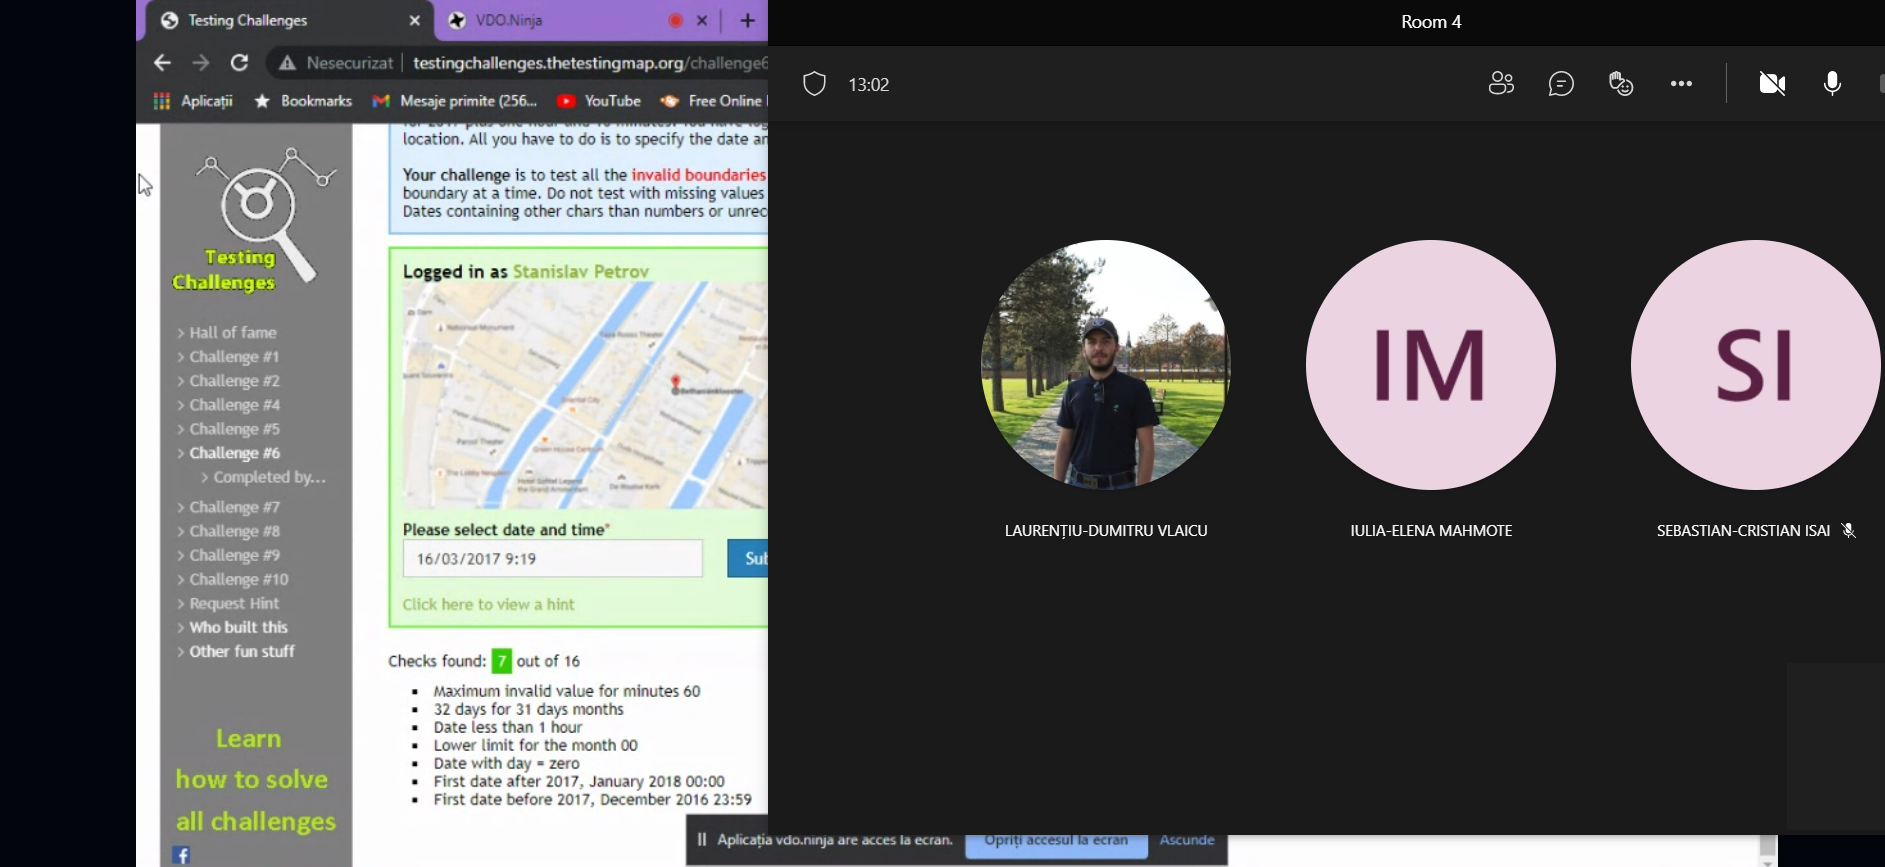 Testing Challenges
VDO.Ninja
Nesecurizat
testingchallenges.thetestingmap.org/challenge6
Aplicații
Bookmarks
Mesaje primite (256...
YouTube
Free Online
location. All you have to do is to specify the date an
Your challenge is to test all the invalid boundaries
boundary at a time. Do not test with missing values
Dates containing other chars than numbers or unrec
Testing
Challenges
> Hall of fame
> Challenge #1
> Challenge #2
> Challenge #4
> Challenge #5
> Challenge #6
> Completed by...
> Challenge #7
> Challenge #8
> Challenge #9
> Challenge #10
> Request Hint
> Who built this
> Other fun stuff
Learn
how to solve
all challenges
f
Logged in as Stanislav Petrov
National Monument
Oriental City
Please select date and time*
16/03/2017 9:19
Sub
Click here to view a hint
Checks found: 7 out of 16
Maximum invalid value for minutes 60
32 days for 31 days months
Date less than 1 hour
Lower limit for the month 00
Date with day = zero
First date after 2017, January 2018 00:00
First date before 2017, December 2016 23:59
Aplicația vdo.ninja are acces la ecran.
Opriți accesul la ecran
Ascunde
Room 4
13:02
IM
SI
LAURENȚIU-DUMITRU VLAICU
IULIA-ELENA MAHMOTE
SEBASTIAN-CRISTIAN ISAI